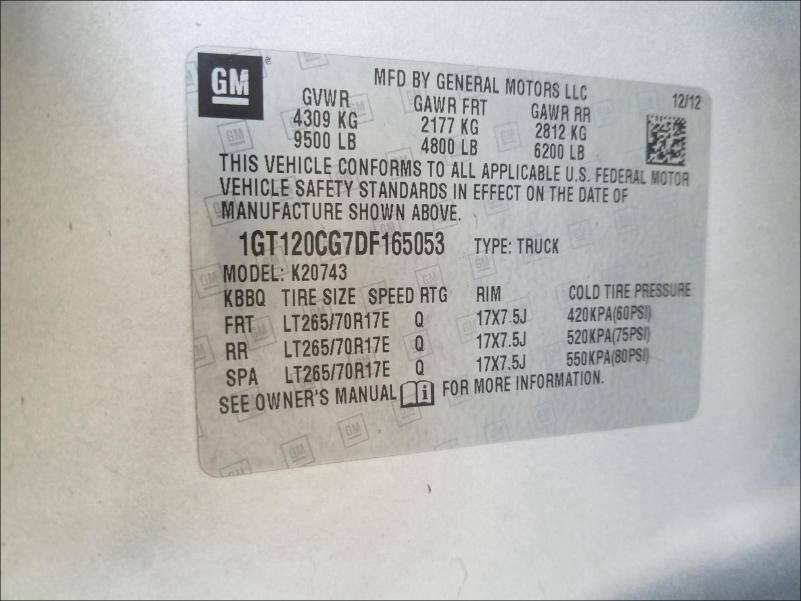 GM ®
MFD BY GENERAL MOTORS LLC 12/12
GVWR GAWR FRT GAWR RR
4309 KG 2177 KG 2812 KG
9500 LB 4800 LB 6200 LB
THIS VEHICLE CONFORMS TO ALL APPLICABLE U.S. FEDERAL MOTOR
VEHICLE SAFETY STANDARDS IN EFFECT ON THE DATE OF
MANUFACTURE SHOWN ABOVE.
1GT120CG7DF165053 TYPE: TRUCK
MODEL: K20743
KBBQ TIRE SIZE SPEED RTG RIM COLD TIRE PRESSURE
FRT LT265/70R17E Q 17X7.5J 420KPA(60PSI)
RR LT265/70R17E Q 17X7.5J 520KPA(75PSI)
SPA LT265/70R17E Q 17X7.5J 550KPA(80PSI)
SEE OWNER'S MANUAL i FOR MORE INFORMATION.